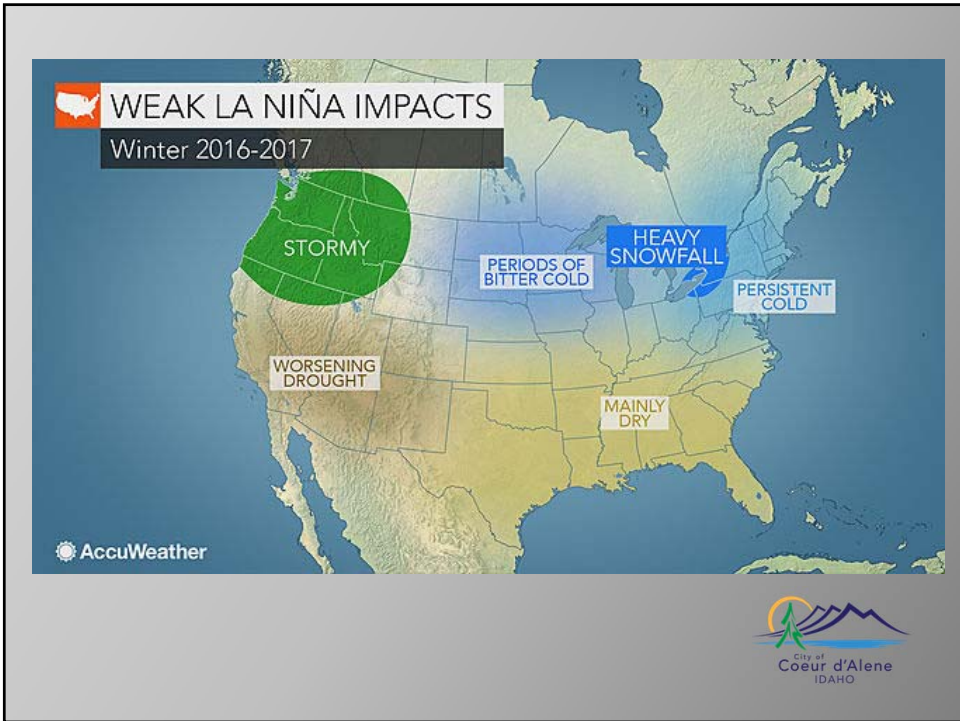 WEAK LA NIÑA IMPACTS
Winter 2016-2017
STORMY
PERIODS OF
BITTER COLD
HEAVY
SNOWFALL
PERSISTENT
COLD
WORSENING
DROUGHT
MAINLY
DRY
AccuWeather
City of
Coeur d'Alene
IDAHO